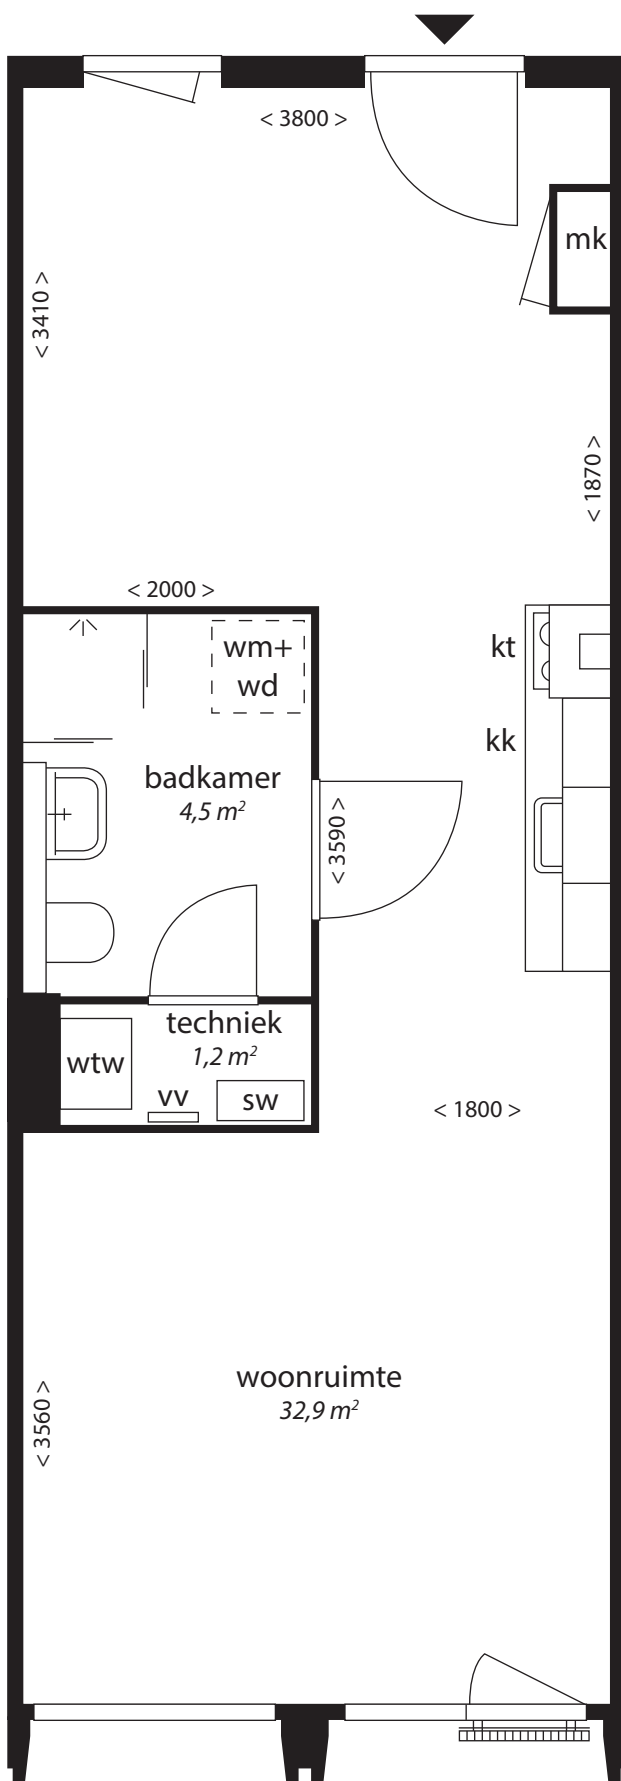 < 3800 >
mk
< 3410 >
< 1870 >
< 2000 >
wm+
wd
kt
kk
badkamer
4,5 m²
< 3590 >
techniek
1,2 m²
wtw
vv
sw
< 1800 >
woonruimte
32,9 m²
< 3560 >